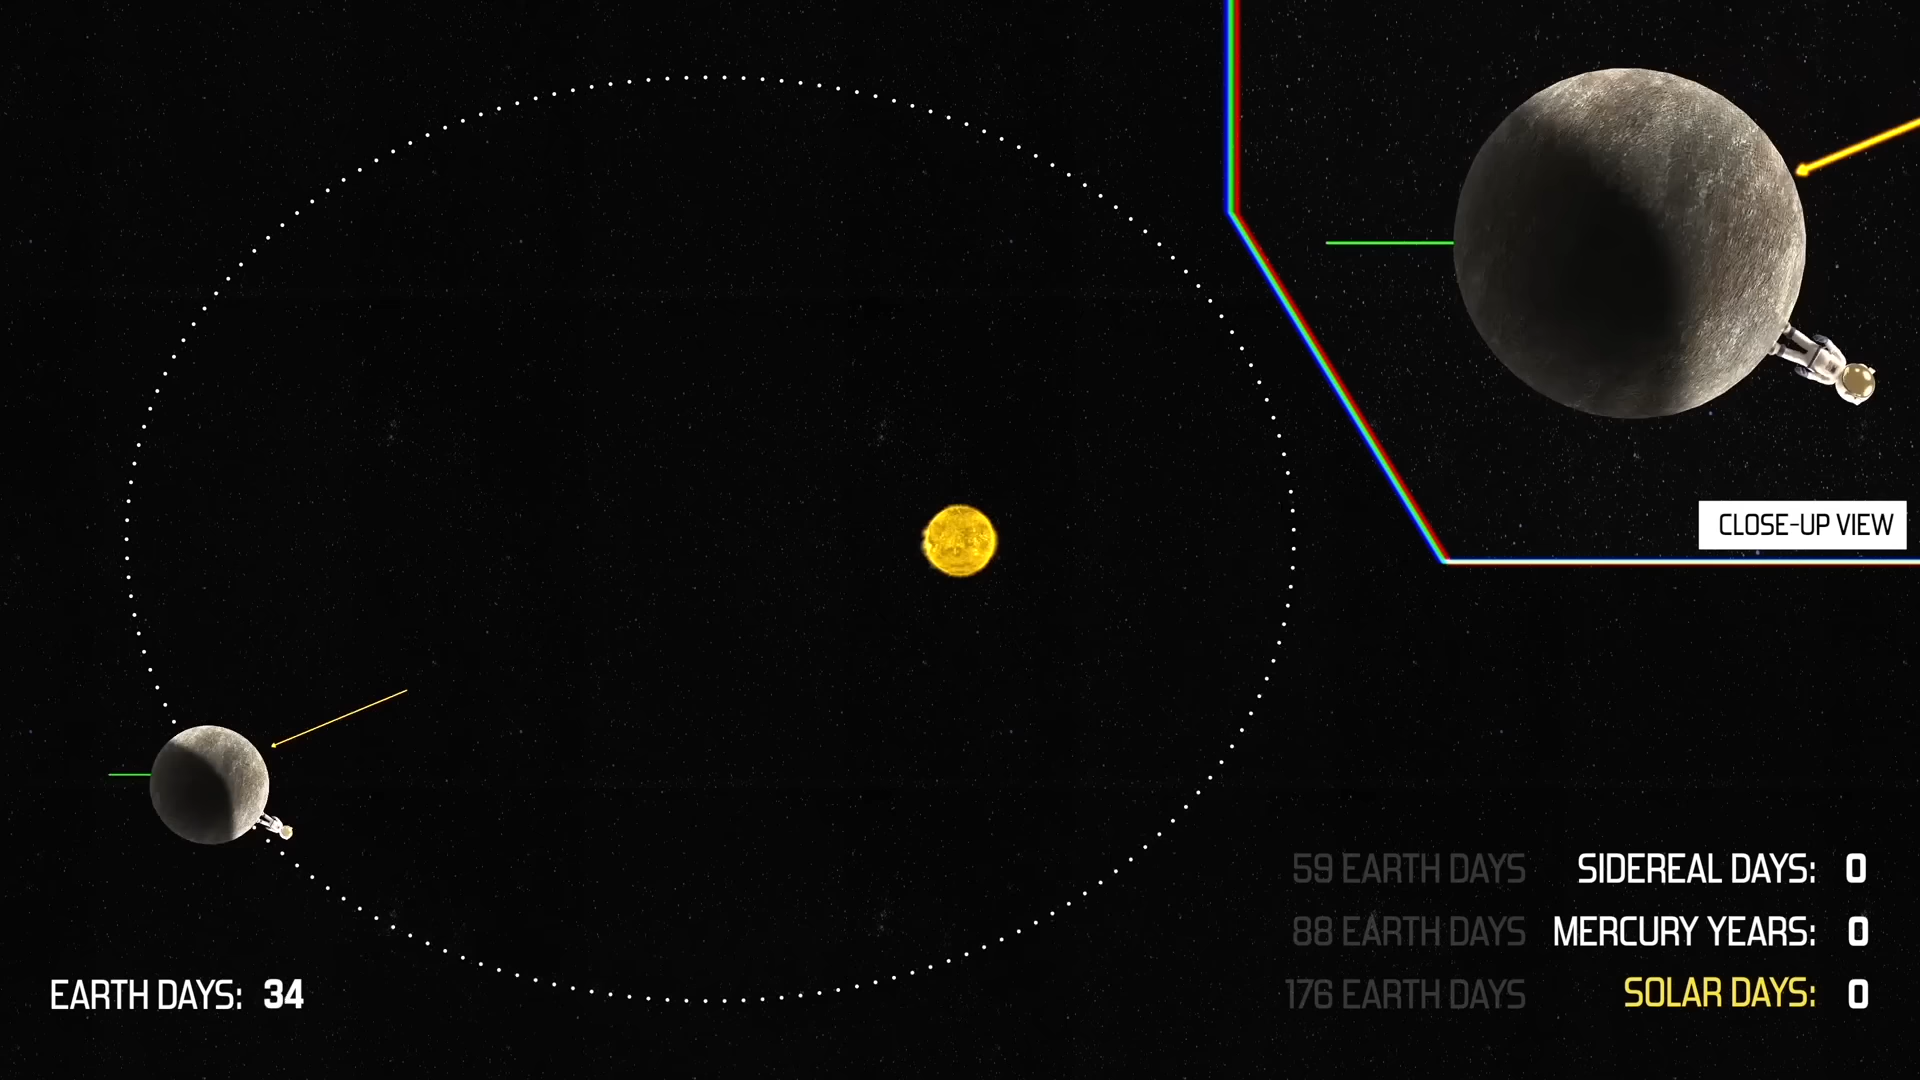 CLOSE-UP VIEW
59 EARTH DAYS SIDEREAL DAYS: 0
88 EARTH DAYS MERCURY YEARS: 0
176 EARTH DAYS SOLAR DAYS: 0
EARTH DAYS: 34